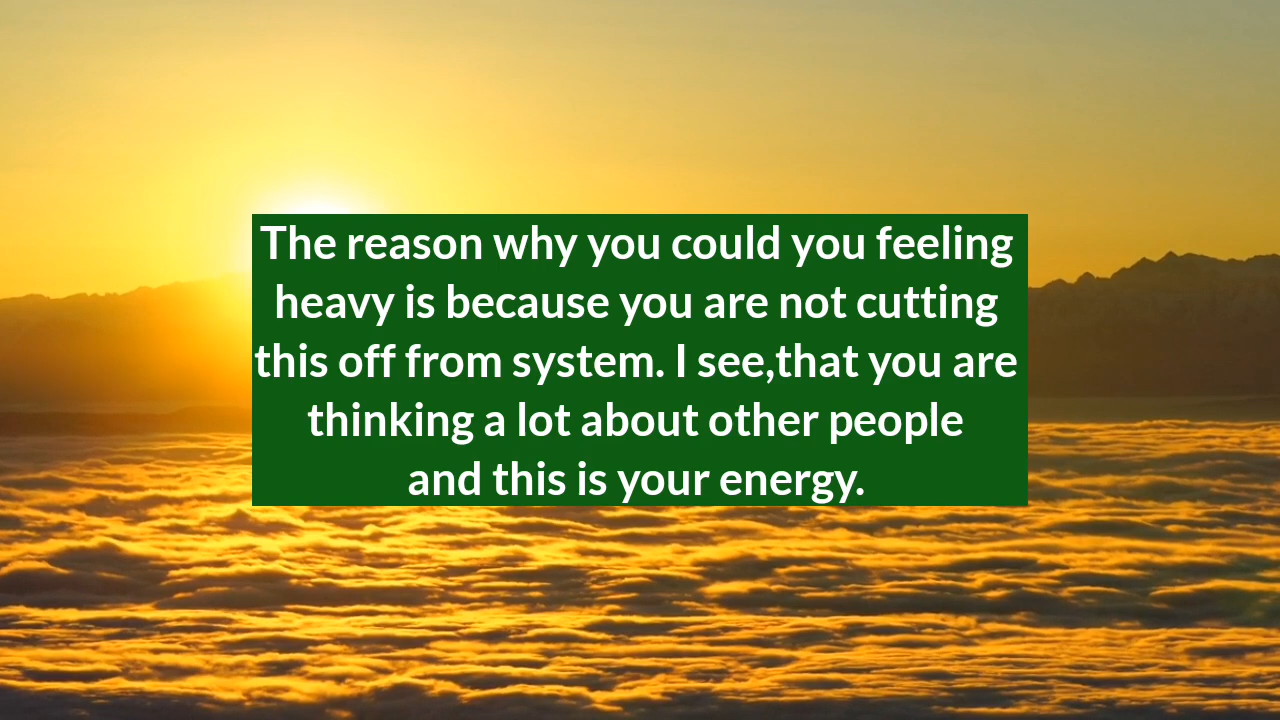 The reason why you could you feeling
heavy is because you are not cutting
this off from system. I see,that you are
thinking a lot about other people
and this is your energy.